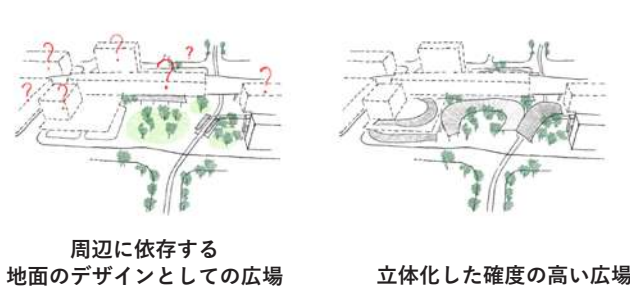 ? ? ? ? ? ? ?
周辺に依存する
地面のデザインとしての広場
立体化した確度の高い広場